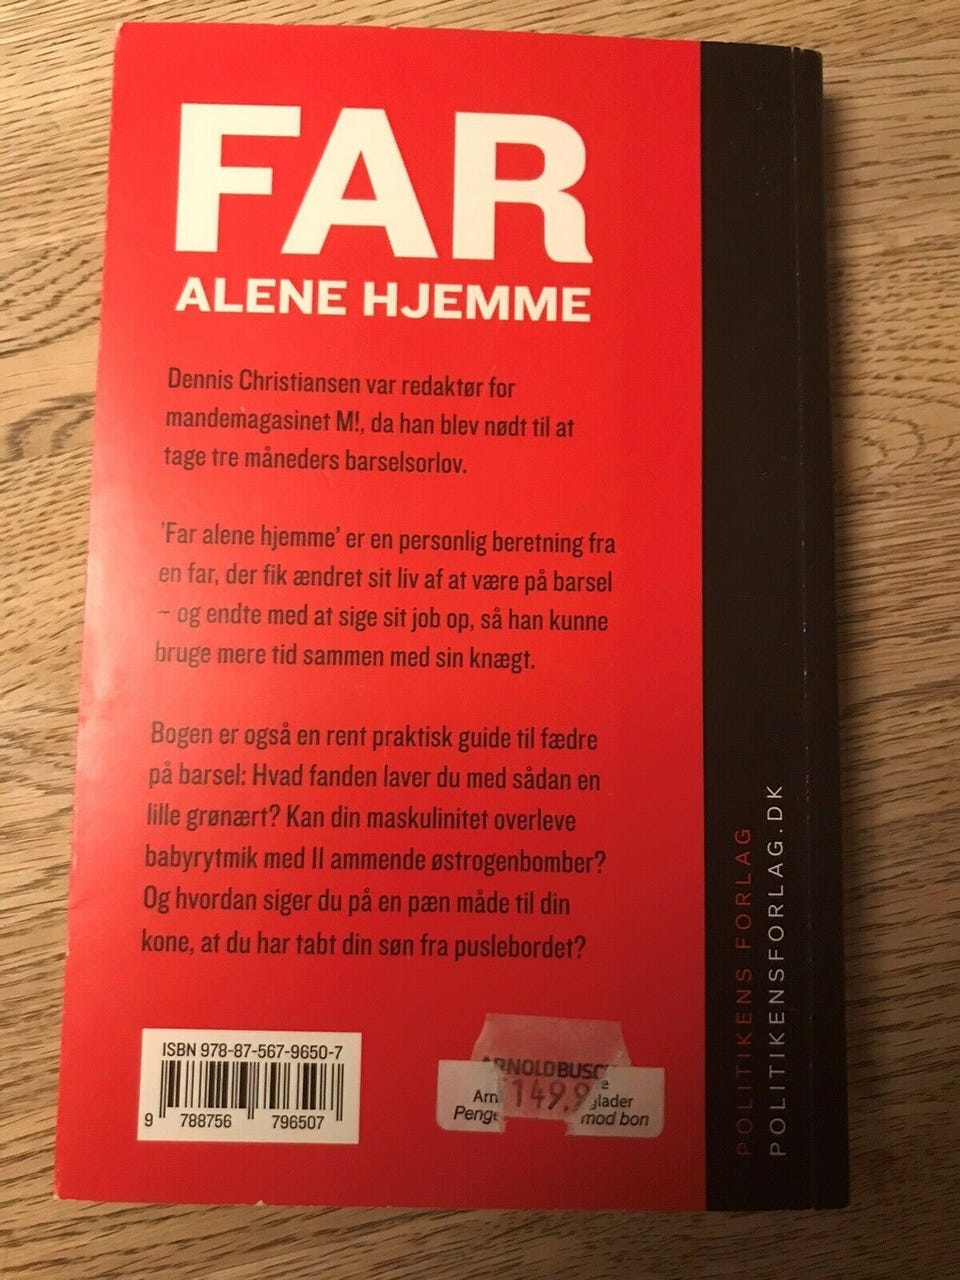 FAR
ALENE HJEMME
Dennis Christiansen var redaktør for
mandemagasinet M!, da han blev nødt til at
tage tre måneders barselsorlov.
'Far alene hjemme' er en personlig beretning fra
en far, der fik ændret sit liv af at være på barsel
– og endte med at sige sit job op, så han kunne
bruge mere tid sammen med sin knægt.
Bogen er også en rent praktisk guide til fædre
på barsel: Hvad fanden laver du med sådan en
lille grønært? Kan din maskulinitet overleve
babyrytmik med 11 ammende østrogenbomber?
Og hvordan siger du på en pæn måde til din
kone, at du har tabt din søn fra puslebordet?
ISBN 978-87-567-9650-7
9 788756 796507
149.9
mod bon
POLITIKENS FORLAG
POLITIKENSFORLAG.DK